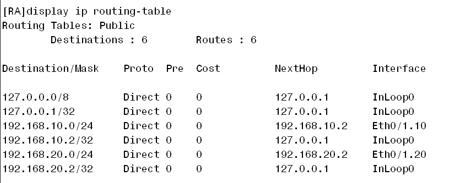 [RA]display ip routing-table
Routing Tables: Public
Destinations : 6 Routes : 6
Destination/Mask Proto Pre Cost NextHop Interface
127.0.0.0/8 Direct 0 0 127.0.0.1 InLoop0
127.0.0.1/32 Direct 0 0 127.0.0.1 InLoop0
192.168.10.0/24 Direct 0 0 192.168.10.2 Eth0/1.10
192.168.10.2/32 Direct 0 0 127.0.0.1 InLoop0
192.168.20.0/24 Direct 0 0 192.168.20.2 Eth0/1.20
192.168.20.2/32 Direct 0 0 127.0.0.1 InLoop0